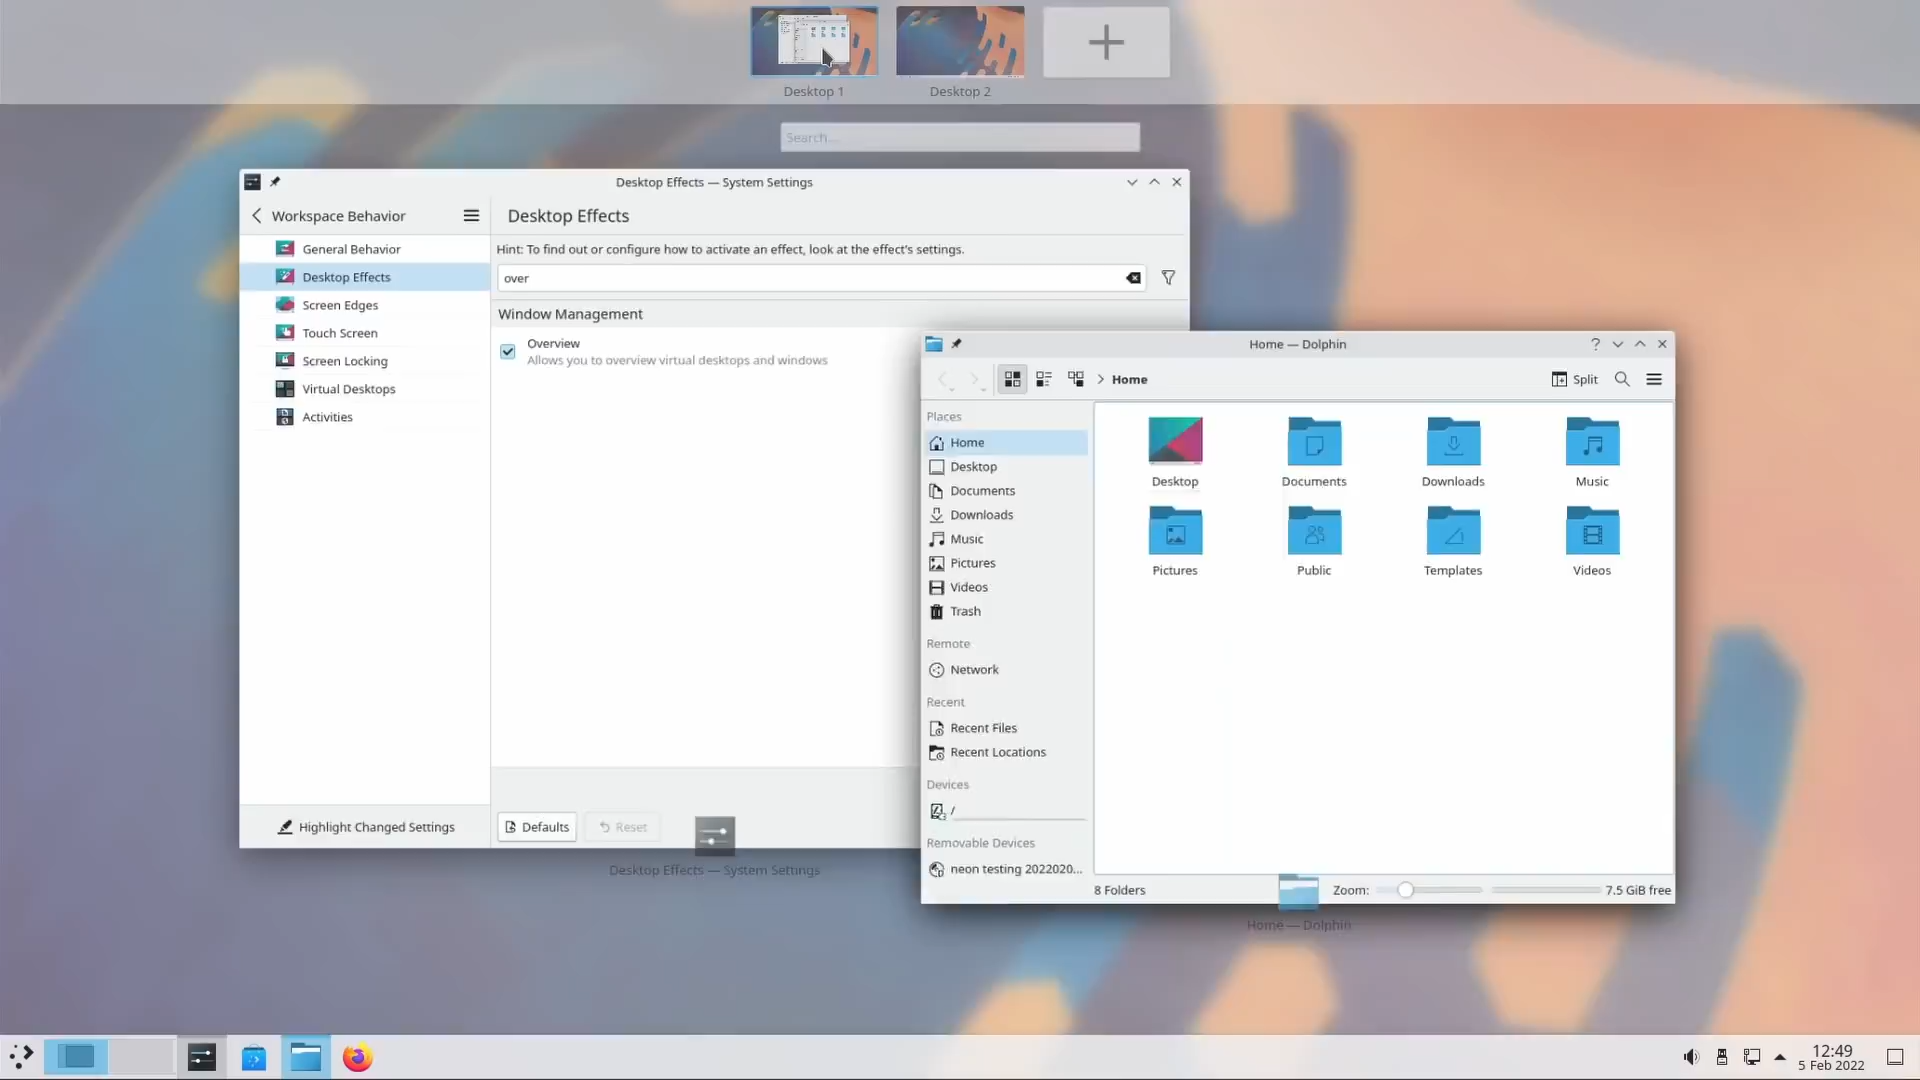 Desktop 1
Desktop 2
Search...
Desktop Effects — System Settings
Workspace Behavior
General Behavior
Desktop Effects
Screen Edges
Touch Screen
Screen Locking
Virtual Desktops
Activities
Highlight Changed Settings
Desktop Effects
Hint: To find out or configure how to activate an effect, look at the effect's settings.
over
Window Management
Overview
Allows you to overview virtual desktops and windows
Defaults
Reset
Desktop Effects — System Settings
Home — Dolphin
Home
Split
Places
Home
Desktop
Documents
Downloads
Music
Pictures
Videos
Trash
Remote
Network
Recent
Recent Files
Recent Locations
Devices
/
Removable Devices
neon testing 2022020...
Desktop
Documents
Downloads
Music
Pictures
Public
Templates
Videos
8 Folders
Zoom:
7.5 GiB free
Home — Dolphin
12:49
5 Feb 2022